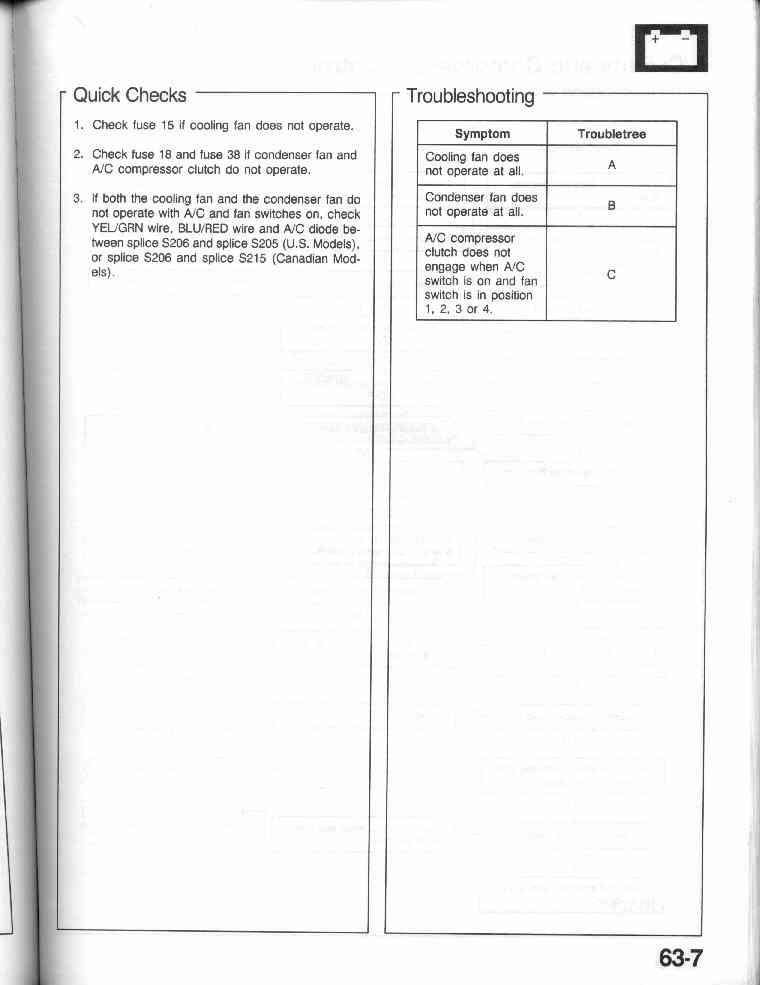 + −
Quick Checks
1. Check fuse 15 if cooling fan does not operate.
2. Check fuse 18 and fuse 38 if condenser fan and
A/C compressor clutch do not operate.
3. If both the cooling fan and the condenser fan do
not operate with A/C and fan switches on, check
YEL/GRN wire, BLU/RED wire and A/C diode be-
tween splice S206 and splice S205 (U.S. Models),
or splice S206 and splice S215 (Canadian Mod-
els).
Troubleshooting
Symptom Troubletree
Cooling fan does
not operate at all.
A
Condenser fan does
not operate at all.
B
A/C compressor
clutch does not
engage when A/C
switch is on and fan
switch is in position
1, 2, 3 or 4.
C
63-7